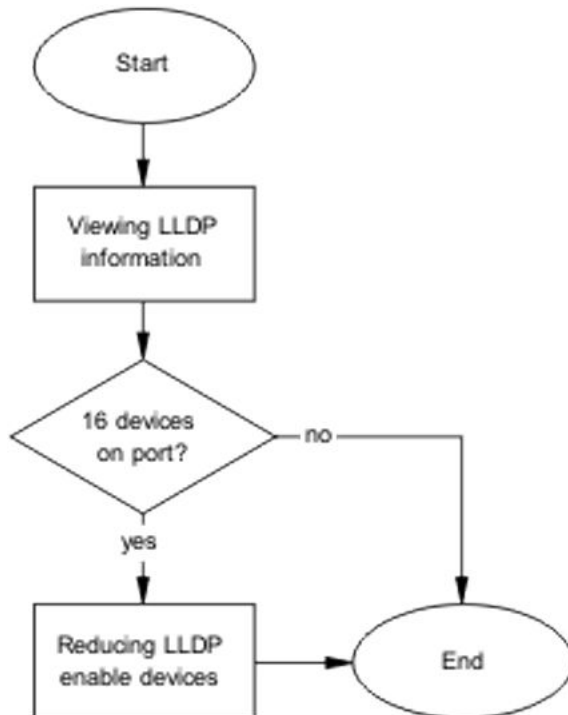 Start
Viewing LLDP
information
16 devices
on port?
no
yes
Reducing LLDP
enable devices
End